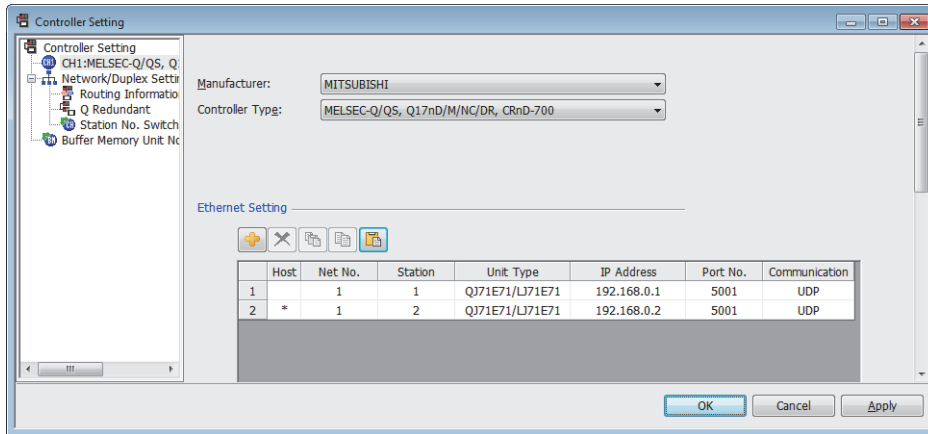 Controller Setting
Controller Setting
CH1:MELSEC-Q/QS, Q1
Network/Duplex Settin
Routing Informatio
Q Redundant
Station No. Switch
Buffer Memory Unit No
Manufacturer: MITSUBISHI
Controller Type: MELSEC-Q/QS, Q17nD/M/NC/DR, CRnD-700
Ethernet Setting
Host Net No. Station Unit Type IP Address Port No. Communication
1 1 1 QJ71E71/LJ71E71 192.168.0.1 5001 UDP
2 * 1 2 QJ71E71/LJ71E71 192.168.0.2 5001 UDP
OK Cancel Apply